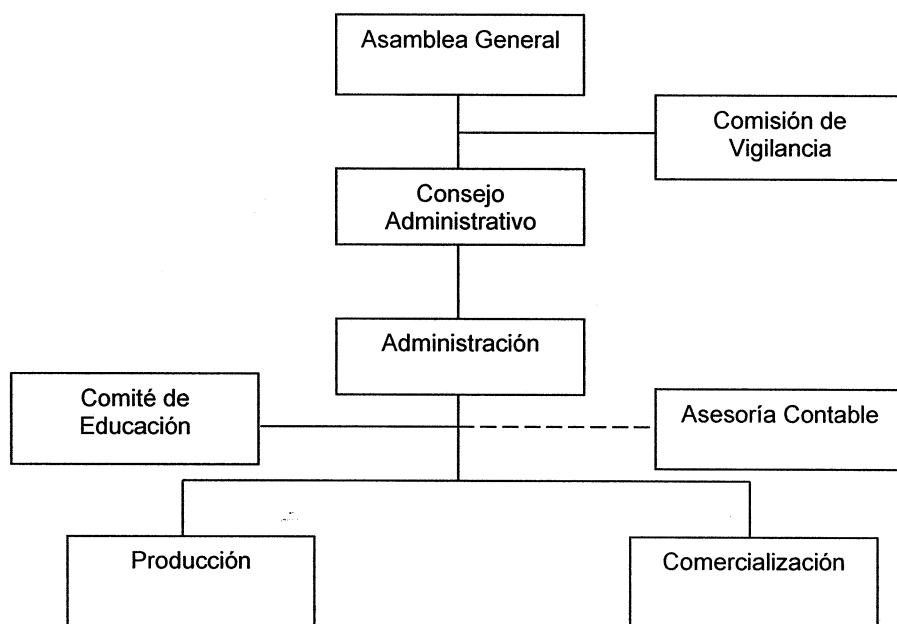 Asamblea General
Comisión de
Vigilancia
Consejo
Administrativo
Administración
Comité de
Educación
Asesoría Contable
Producción
Comercialización